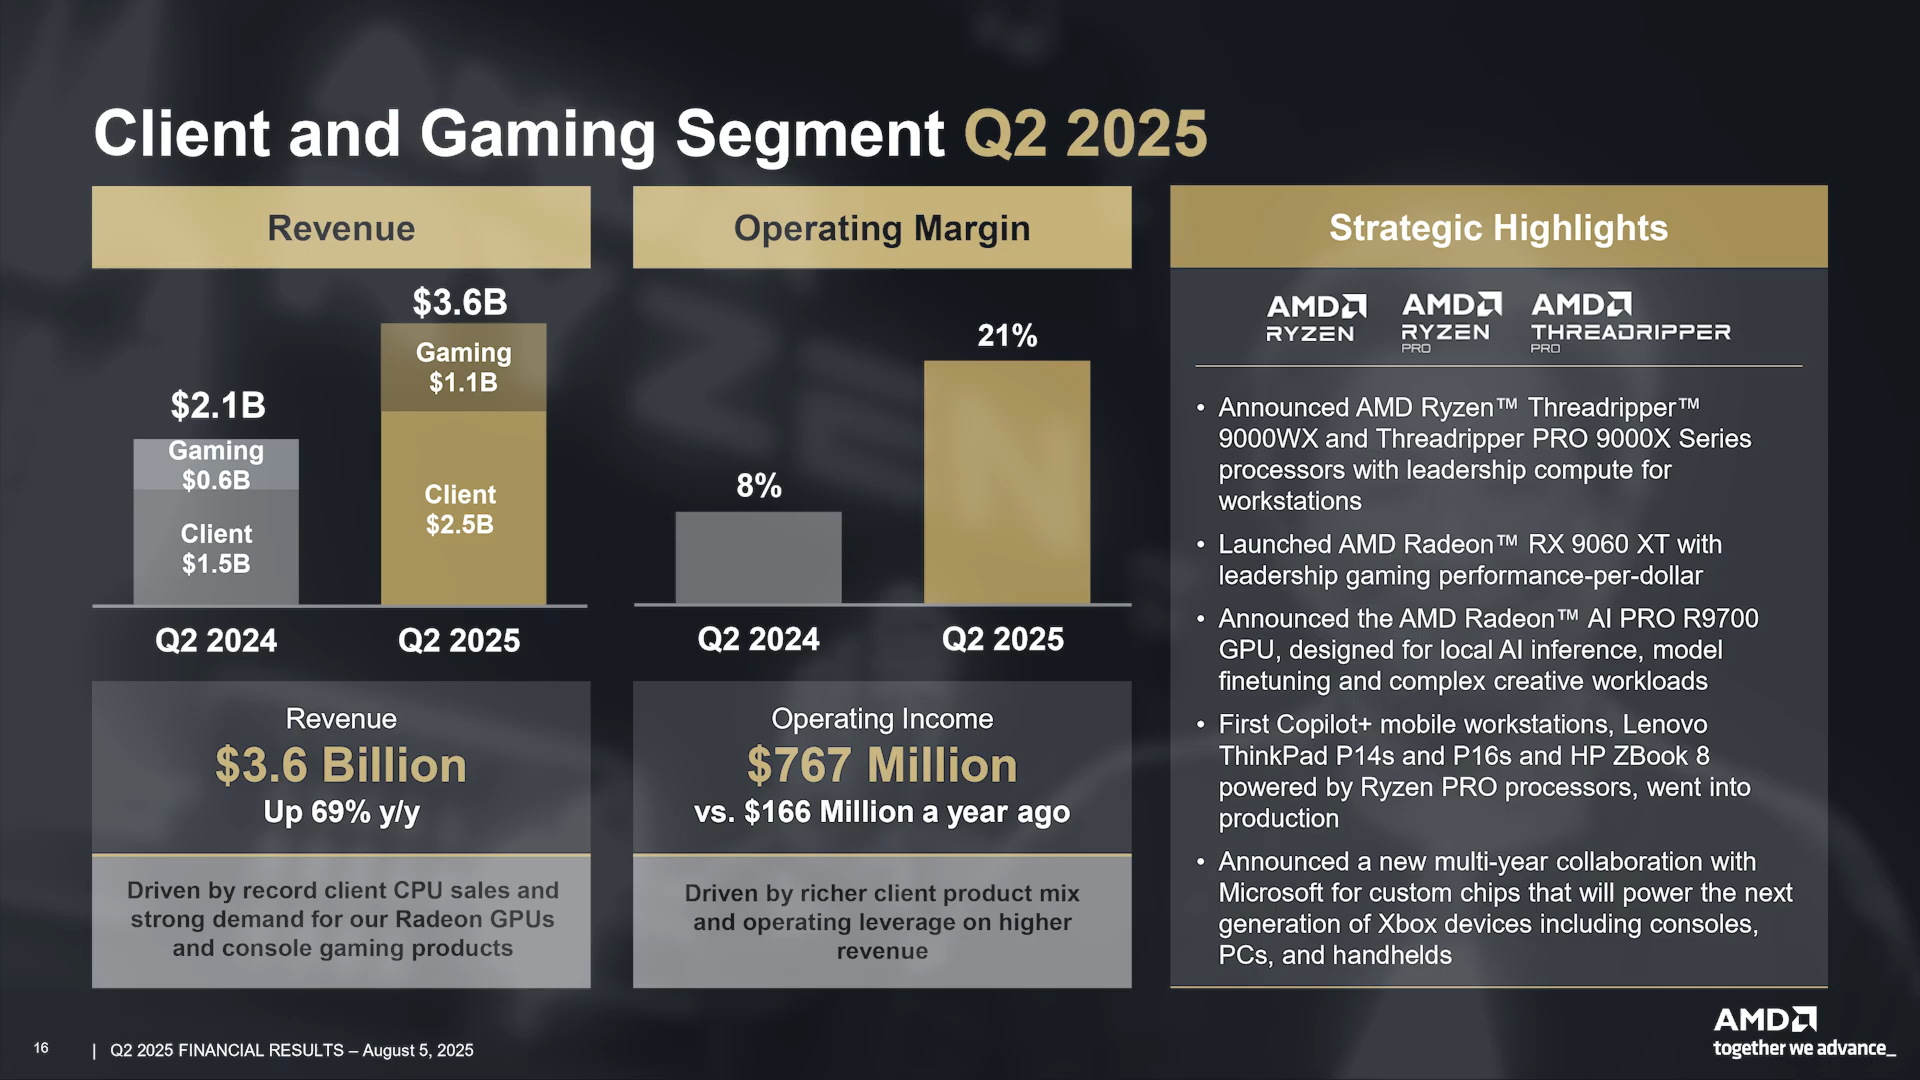 Client and Gaming Segment Q2 2025
Revenue
$2.1B
Gaming
$0.6B
Client
$1.5B
$3.6B
Gaming
$1.1B
Client
$2.5B
Q2 2024
Q2 2025
Revenue
$3.6 Billion
Up 69% y/y
Driven by record client CPU sales and
strong demand for our Radeon GPUs
and console gaming products
Operating Margin
8%
21%
Q2 2024
Q2 2025
Operating Income
$767 Million
vs. $166 Million a year ago
Driven by richer client product mix
and operating leverage on higher
revenue
Strategic Highlights
AMD
RYZEN
AMD
RYZEN
PRO
AMD
THREADRIPPER
PRO
• Announced AMD Ryzen™ Threadripper™
9000WX and Threadripper PRO 9000X Series
processors with leadership compute for
workstations
• Launched AMD Radeon™ RX 9060 XT with
leadership gaming performance-per-dollar
• Announced the AMD Radeon™ AI PRO R9700
GPU, designed for local AI inference, model
finetuning and complex creative workloads
• First Copilot+ mobile workstations, Lenovo
ThinkPad P14s and P16s and HP ZBook 8
powered by Ryzen PRO processors, went into
production
• Announced a new multi-year collaboration with
Microsoft for custom chips that will power the next
generation of Xbox devices including consoles,
PCs, and handhelds
16 | Q2 2025 FINANCIAL RESULTS – August 5, 2025
AMD
together we advance_